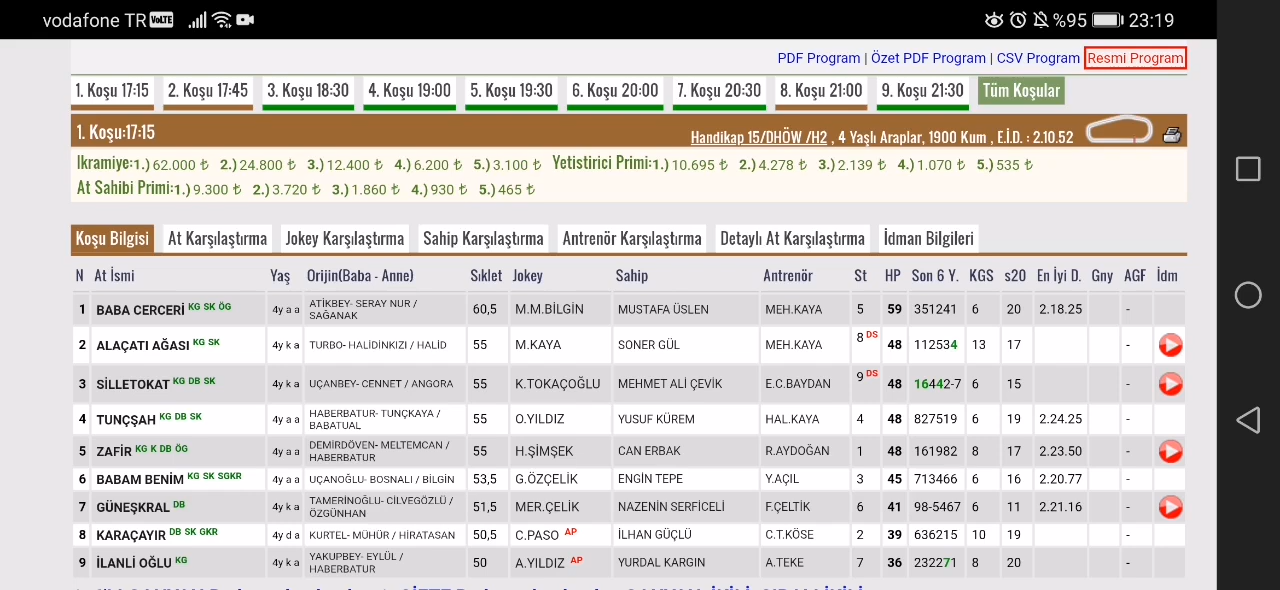 vodafone TR VoLTE %95 23:19
PDF Program | Özet PDF Program | CSV Program Resmi Program
1. Koşu 17:15 2. Koşu 17:45 3. Koşu 18:30 4. Koşu 19:00 5. Koşu 19:30 6. Koşu 20:00 7. Koşu 20:30 8. Koşu 21:00 9. Koşu 21:30 Tüm Koşular
1. Koşu:17:15 Handikap 15/DHÖW /H2 , 4 Yaşlı Araplar, 1900 Kum , E.İ.D. : 2.10.52
Ikramiye:1.) 62.000 ₺ 2.) 24.800 ₺ 3.) 12.400 ₺ 4.) 6.200 ₺ 5.) 3.100 ₺ Yetistirici Primi:1.) 10.695 ₺ 2.) 4.278 ₺ 3.) 2.139 ₺ 4.) 1.070 ₺ 5.) 535 ₺
At Sahibi Primi:1.) 9.300 ₺ 2.) 3.720 ₺ 3.) 1.860 ₺ 4.) 930 ₺ 5.) 465 ₺
Koşu Bilgisi At Karşılaştırma Jokey Karşılaştırma Sahip Karşılaştırma Antrenör Karşılaştırma Detaylı At Karşılaştırma İdman Bilgileri
N At İsmi Yaş Orijin(Baba - Anne) Sıklet Jokey Sahip Antrenör St HP Son 6 Y. KGS s20 En İyi D. Gny AGF İdm
1 BABA CERCERİ KG SK ÖG 4y a a ATİKBEY- SERAY NUR / SAĞANAK 60,5 M.M.BİLGİN MUSTAFA ÜSLEN MEH.KAYA 5 59 351241 6 20 2.18.25 -
2 ALAÇATI AĞASI KG SK 4y k a TURBO- HALİDİNKIZI / HALİD 55 M.KAYA SONER GÜL MEH.KAYA 8 DS 48 112534 13 17 -
3 SİLLETOKAT KG DB SK 4y k a UÇANBEY- CENNET / ANGORA 55 K.TOKAÇOĞLU MEHMET ALİ ÇEVİK E.C.BAYDAN 9 DS 48 16442-7 6 15 -
4 TUNÇŞAH KG DB SK 4y a a HABERBATUR- TUNÇKAYA / BABATUAL 55 O.YILDIZ YUSUF KÜREM HAL.KAYA 4 48 827519 6 19 2.24.25 -
5 ZAFİR KG K DB ÖG 4y a a DEMİRDÖVEN- MELTEMCAN / HABERBATUR 55 H.ŞİMŞEK CAN ERBAK R.AYDOĞAN 1 48 161982 8 17 2.23.50 -
6 BABAM BENİM KG SK SGKR 4y a a UÇANOĞLU- BOSNALI / BİLGİN 53,5 G.ÖZÇELİK ENGİN TEPE Y.AÇIL 3 45 713466 6 16 2.20.77 -
7 GÜNEŞKRAL DB 4y k a TAMERİNOĞLU- CİLVEGÖZLÜ / ÖZGÜNHAN 51,5 MER.ÇELİK NAZENİN SERFİCELİ F.ÇELTİK 6 41 98-5467 6 11 2.21.16 -
8 KARAÇAYIR DB SK GKR 4y d a KURTEL- MÜHÜR / HİRATASAN 50,5 C.PASO AP İLHAN GÜÇLÜ C.T.KÖSE 2 39 636215 10 19 -
9 İLANLİ OĞLU KG 4y k a YAKUPBEY- EYLÜL / HABERBATUR 50 A.YILDIZ AP YURDAL KARGIN A.TEKE 7 36 232271 8 20 -